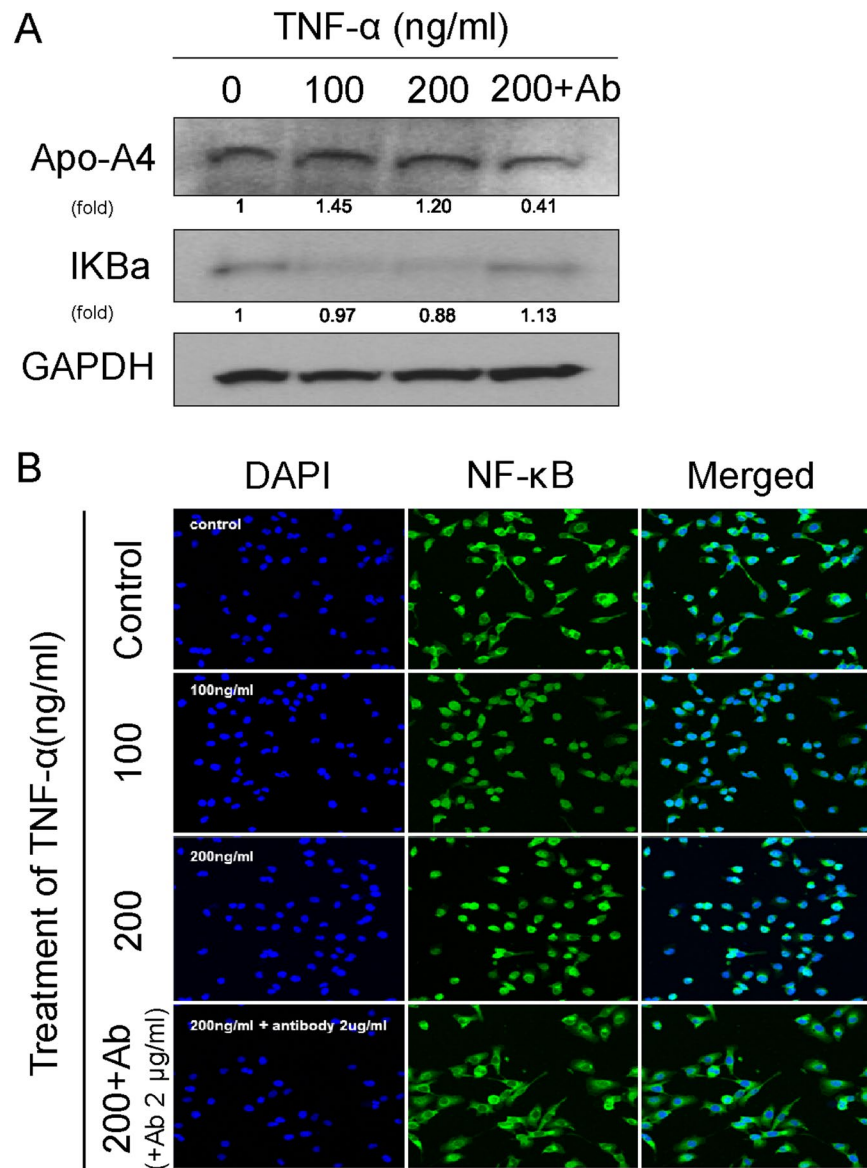 A
TNF-α (ng/ml)
0 100 200 200+Ab
Apo-A4
(fold) 1 1.45 1.20 0.41
IKBa
(fold) 1 0.97 0.88 1.13
GAPDH
B
DAPI NF-κB Merged
Treatment of TNF-α(ng/ml)
Control
control
100
100ng/ml
200
200ng/ml
200+Ab
(+Ab 2 µg/ml)
200ng/ml + antibody 2ug/ml